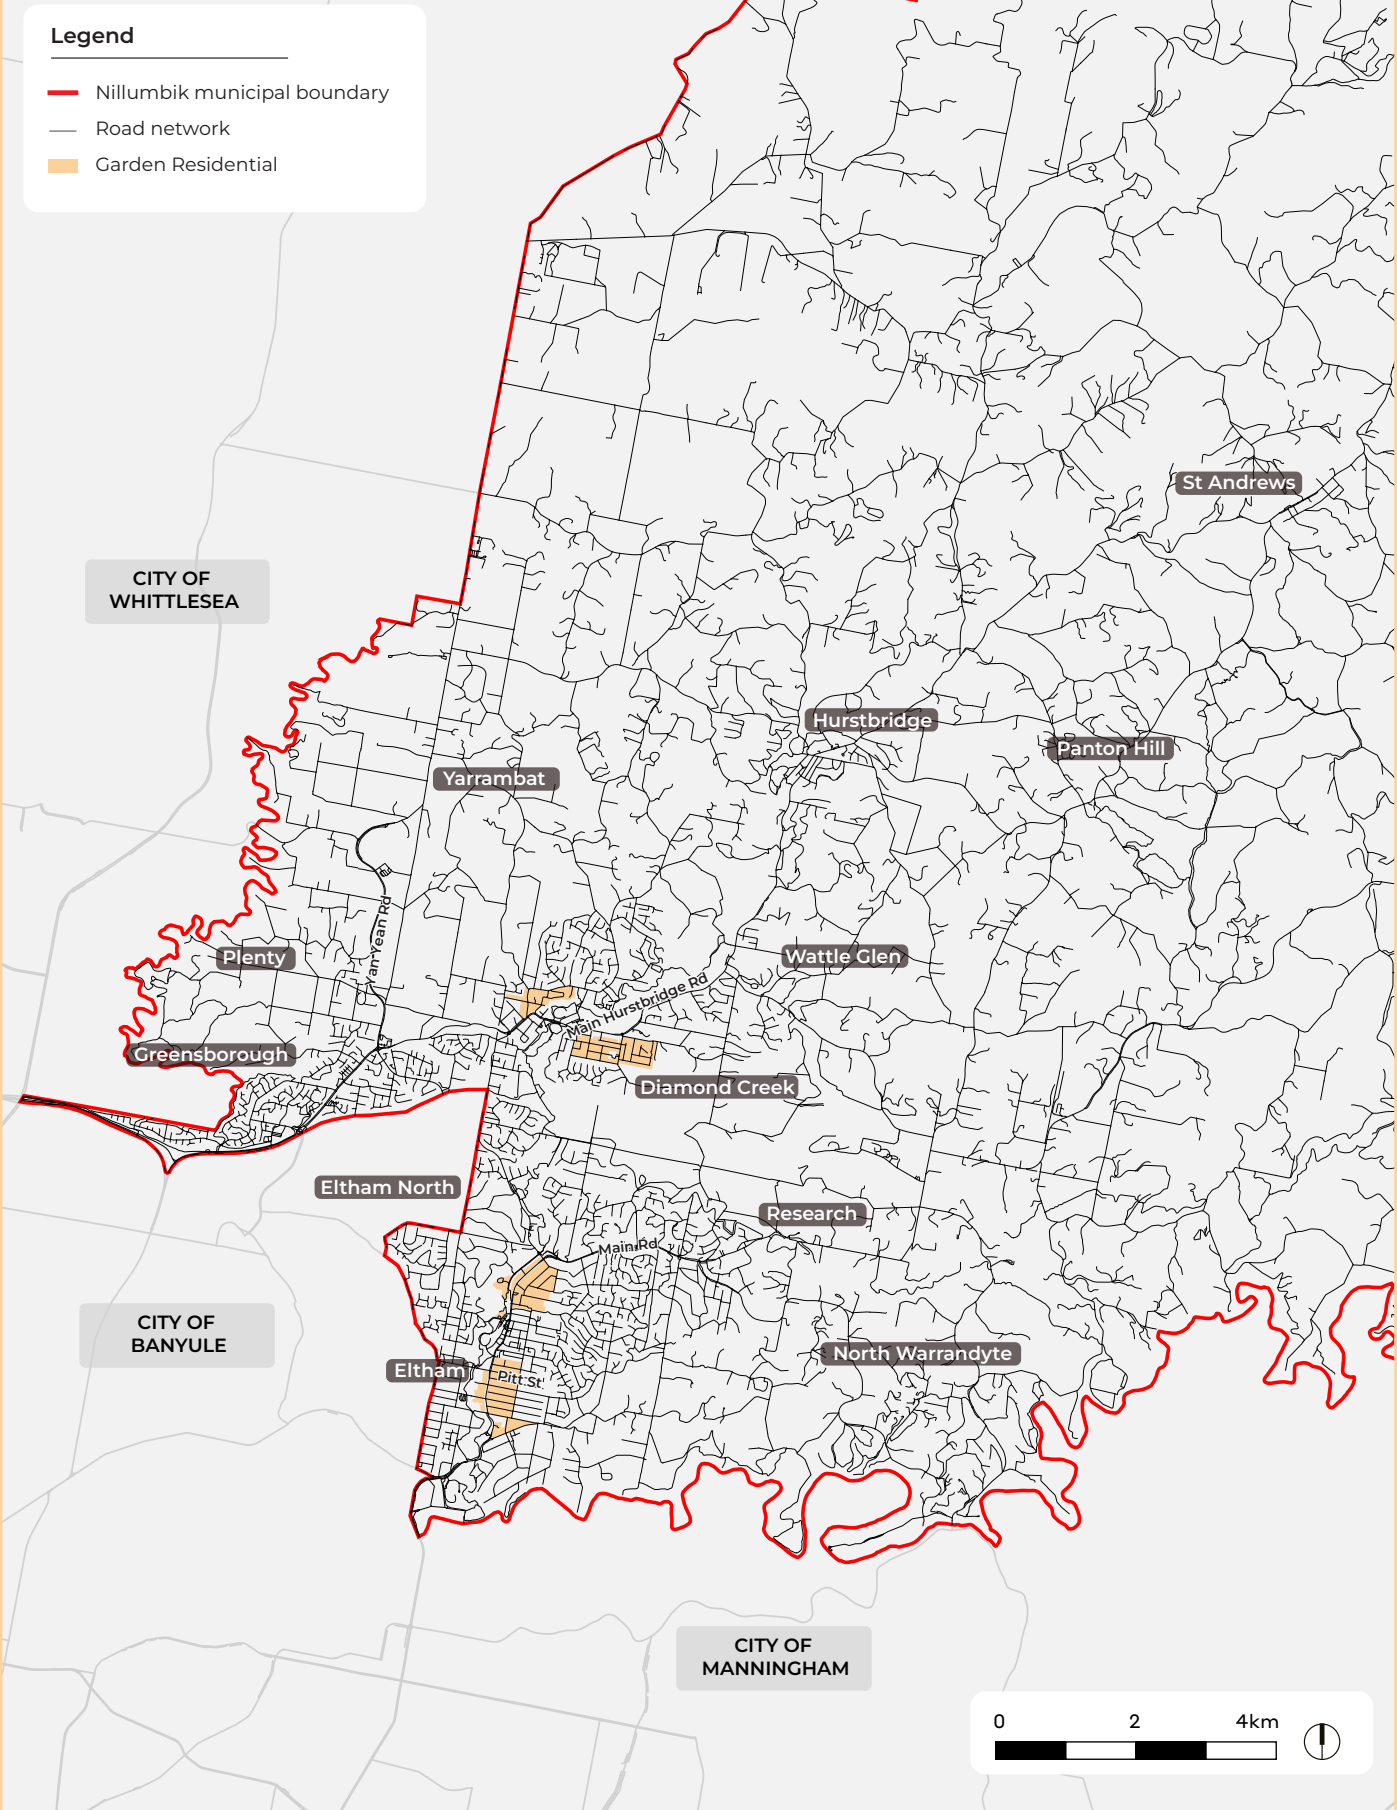 Legend
Nillumbik municipal boundary
Road network
Garden Residential
St Andrews
CITY OF
WHITTLESEA
Hurstbridge
Panton Hill
Yarrambat
Yan Yean Rd
Plenty
Wattle Glen
Main Hurstbridge Rd
Greensborough
Diamond Creek
Eltham North
Research
Main Rd
CITY OF
BANYULE
North Warrandyte
Eltham
Pitt St
CITY OF
MANNINGHAM
0 2 4km